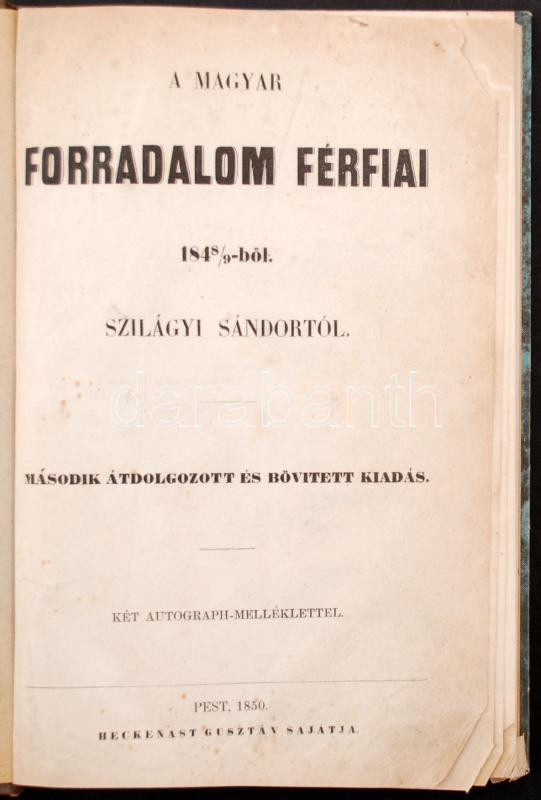 A MAGYAR
FORRADALOM FÉRFIAI
184⁸/₉-ből.
SZILÁGYI SÁNDORTÓL.
darabanth
MÁSODIK ÁTDOLGOZOTT ÉS BŐVITETT KIADÁS.
KÉT AUTOGRAPH-MELLÉKLETTEL.
PEST, 1850.
HECKENAST GUSZTÁV SAJÁTJA.